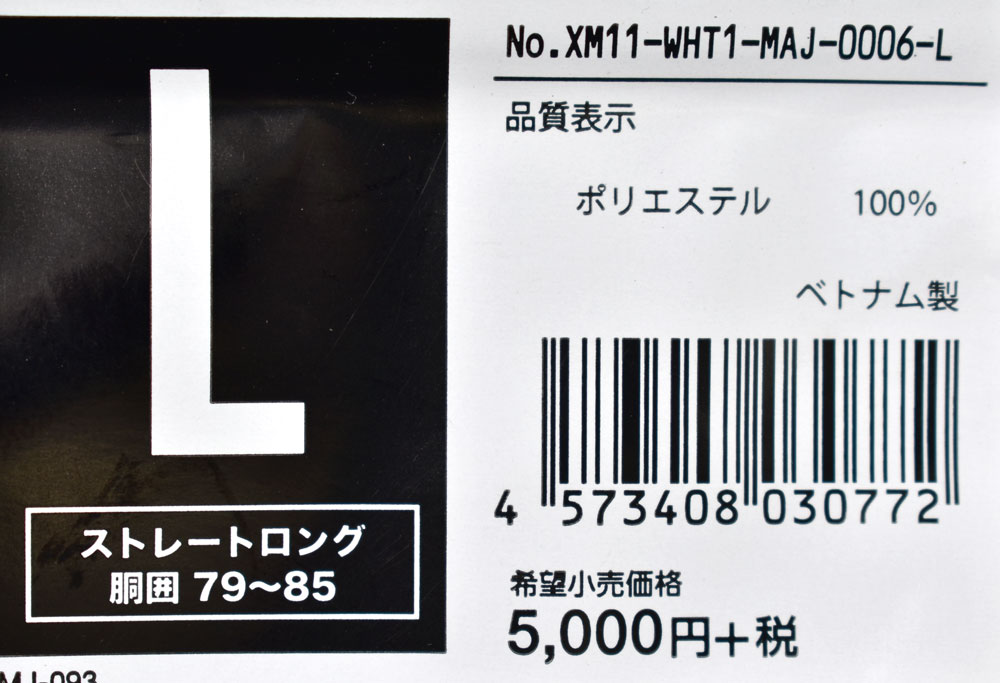 L
ストレートロング
胴囲 79〜85
No.XM11-WHT1-MAJ-0006-L
品質表示
ポリエステル 100%
ベトナム製
4 573408 030772
希望小売価格
5,000円+税